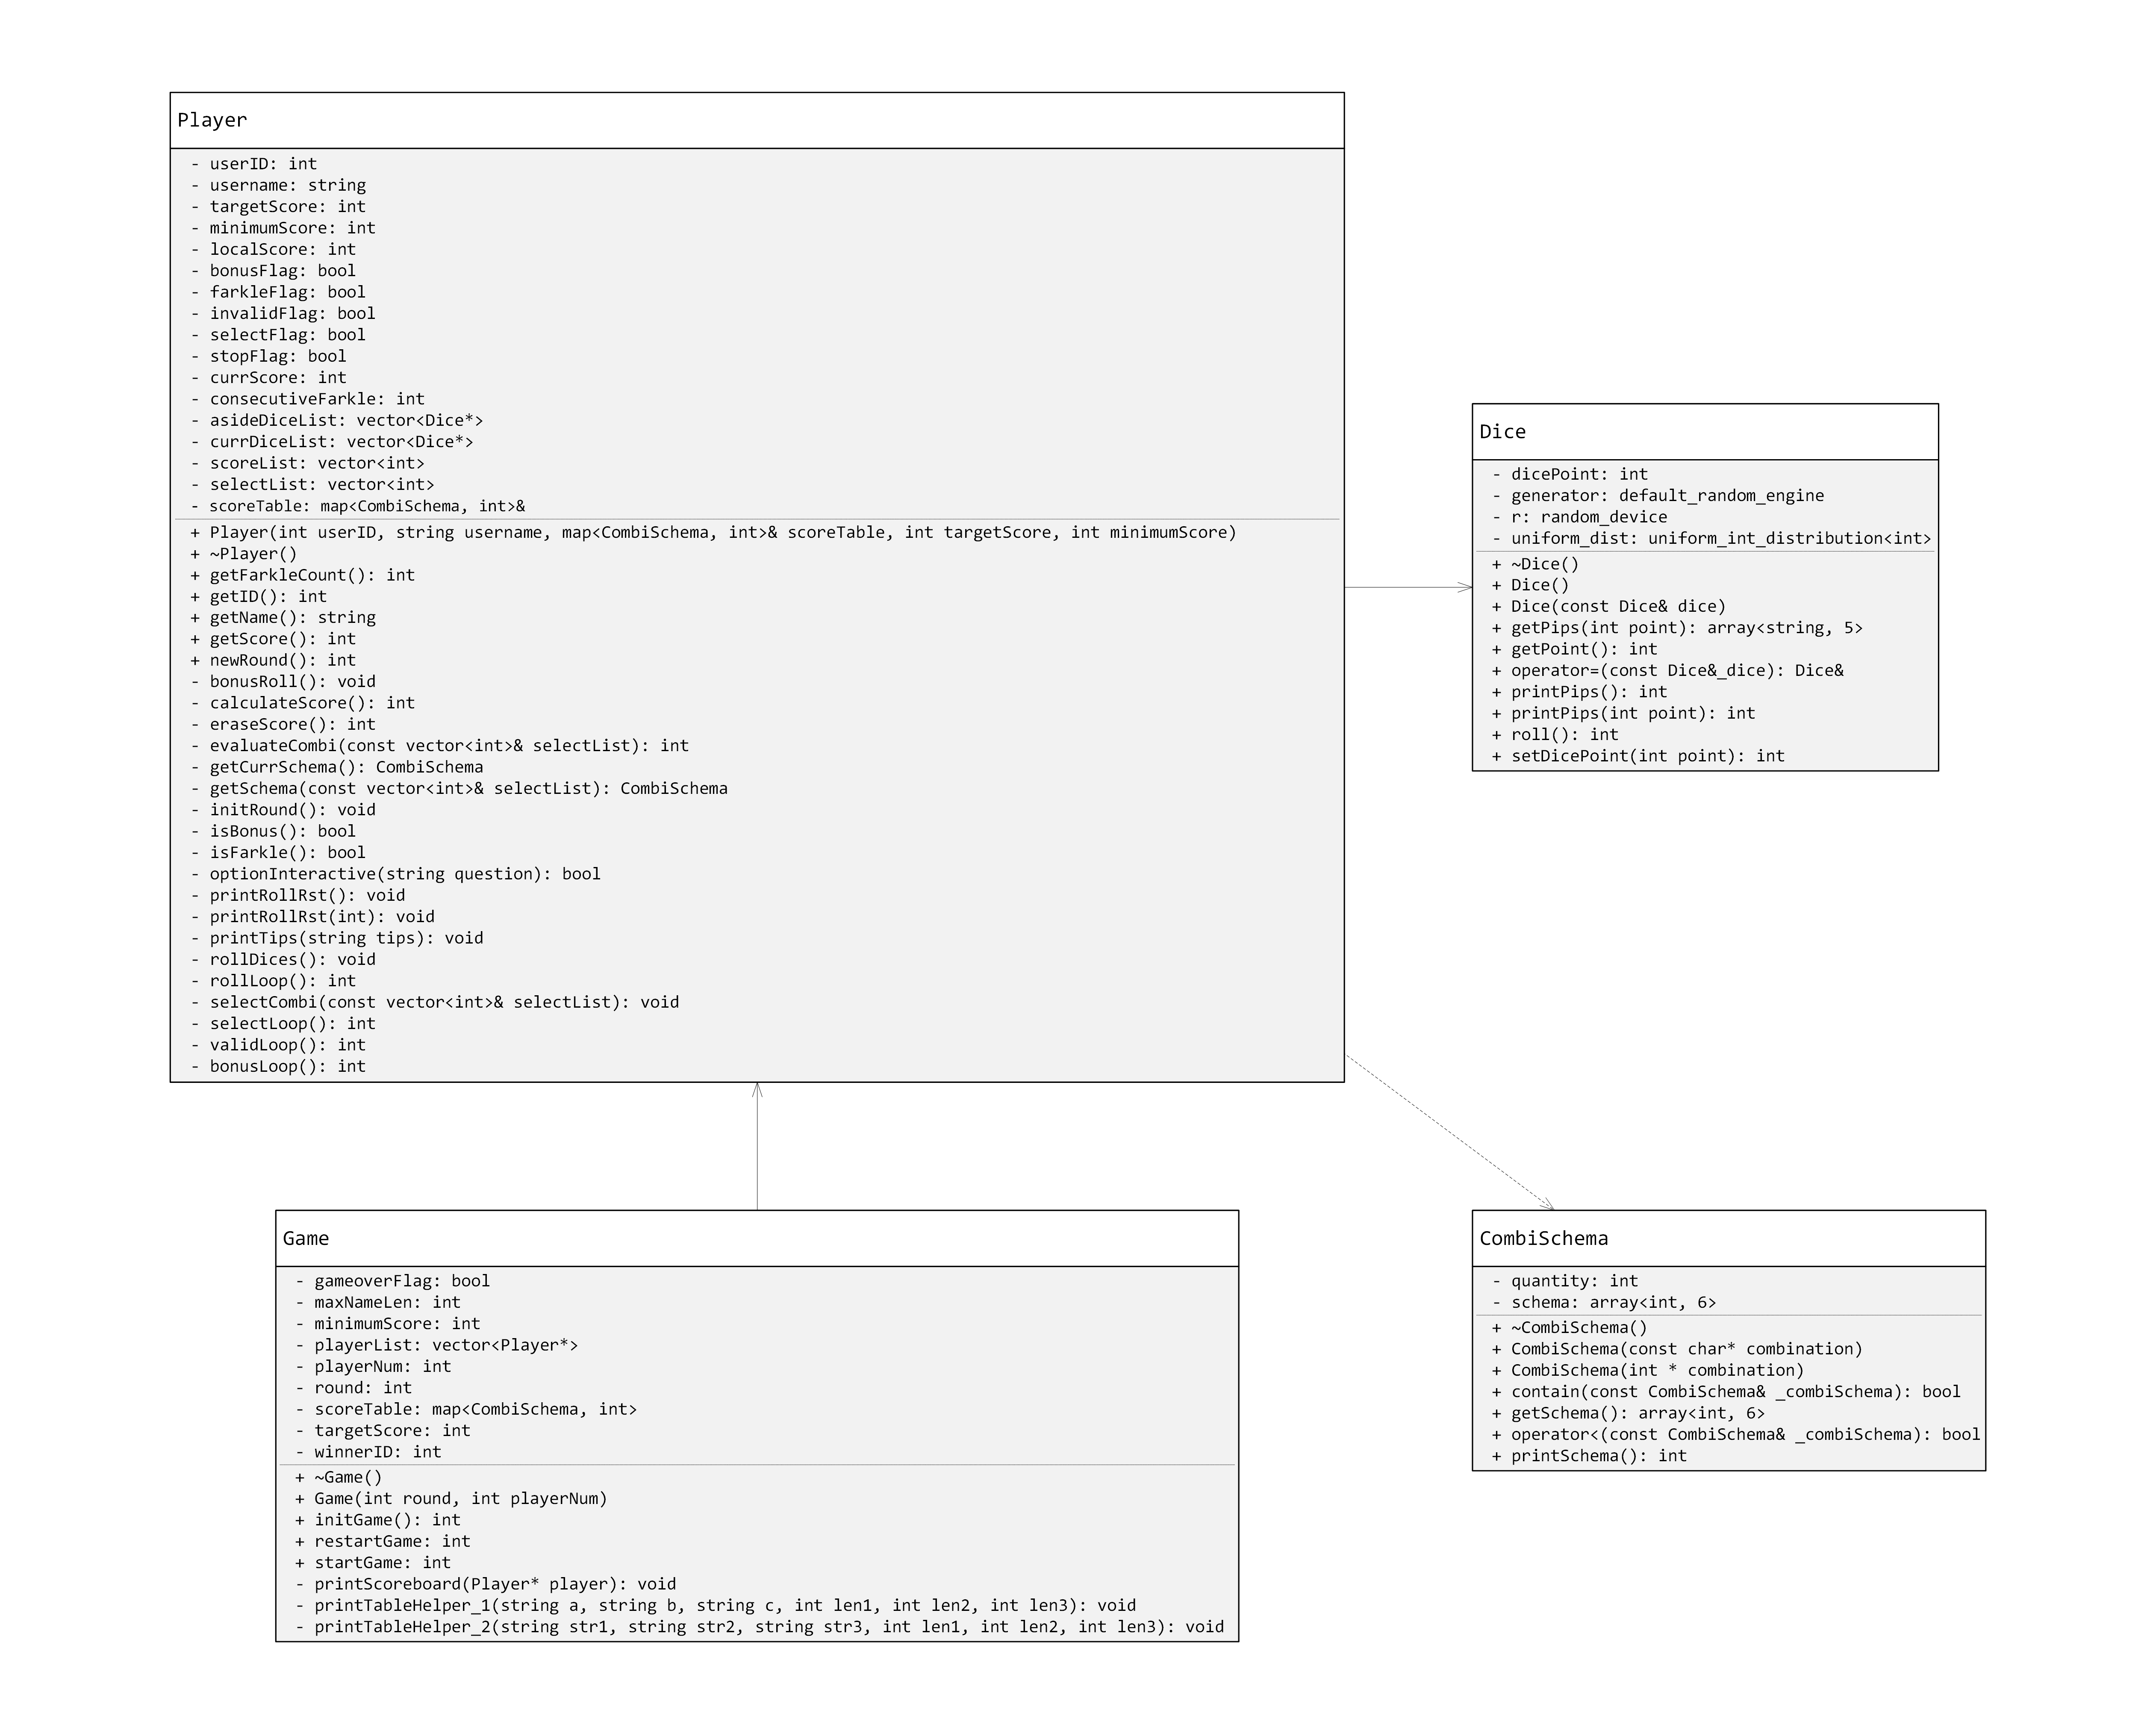 Player
- userID: int
- username: string
- targetScore: int
- minimumScore: int
- localScore: int
- bonusFlag: bool
- farkleFlag: bool
- invalidFlag: bool
- selectFlag: bool
- stopFlag: bool
- currScore: int
- consecutiveFarkle: int
- asideDiceList: vector<Dice*>
- currDiceList: vector<Dice*>
- scoreList: vector<int>
- selectList: vector<int>
- scoreTable: map<CombiSchema, int>&
+ Player(int userID, string username, map<CombiSchema, int>& scoreTable, int targetScore, int minimumScore)
+ ~Player()
+ getFarkleCount(): int
+ getID(): int
+ getName(): string
+ getScore(): int
+ newRound(): int
- bonusRoll(): void
- calculateScore(): int
- eraseScore(): int
- evaluateCombi(const vector<int>& selectList): int
- getCurrSchema(): CombiSchema
- getSchema(const vector<int>& selectList): CombiSchema
- initRound(): void
- isBonus(): bool
- isFarkle(): bool
- optionInteractive(string question): bool
- printRollRst(): void
- printRollRst(int): void
- printTips(string tips): void
- rollDices(): void
- rollLoop(): int
- selectCombi(const vector<int>& selectList): void
- selectLoop(): int
- validLoop(): int
- bonusLoop(): int
Dice
- dicePoint: int
- generator: default_random_engine
- r: random_device
- uniform_dist: uniform_int_distribution<int>
+ ~Dice()
+ Dice()
+ Dice(const Dice& dice)
+ getPips(int point): array<string, 5>
+ getPoint(): int
+ operator=(const Dice&_dice): Dice&
+ printPips(): int
+ printPips(int point): int
+ roll(): int
+ setDicePoint(int point): int
Game
- gameoverFlag: bool
- maxNameLen: int
- minimumScore: int
- playerList: vector<Player*>
- playerNum: int
- round: int
- scoreTable: map<CombiSchema, int>
- targetScore: int
- winnerID: int
+ ~Game()
+ Game(int round, int playerNum)
+ initGame(): int
+ restartGame: int
+ startGame: int
- printScoreboard(Player* player): void
- printTableHelper_1(string a, string b, string c, int len1, int len2, int len3): void
- printTableHelper_2(string str1, string str2, string str3, int len1, int len2, int len3): void
CombiSchema
- quantity: int
- schema: array<int, 6>
+ ~CombiSchema()
+ CombiSchema(const char* combination)
+ CombiSchema(int * combination)
+ contain(const CombiSchema& _combiSchema): bool
+ getSchema(): array<int, 6>
+ operator<(const CombiSchema& _combiSchema): bool
+ printSchema(): int